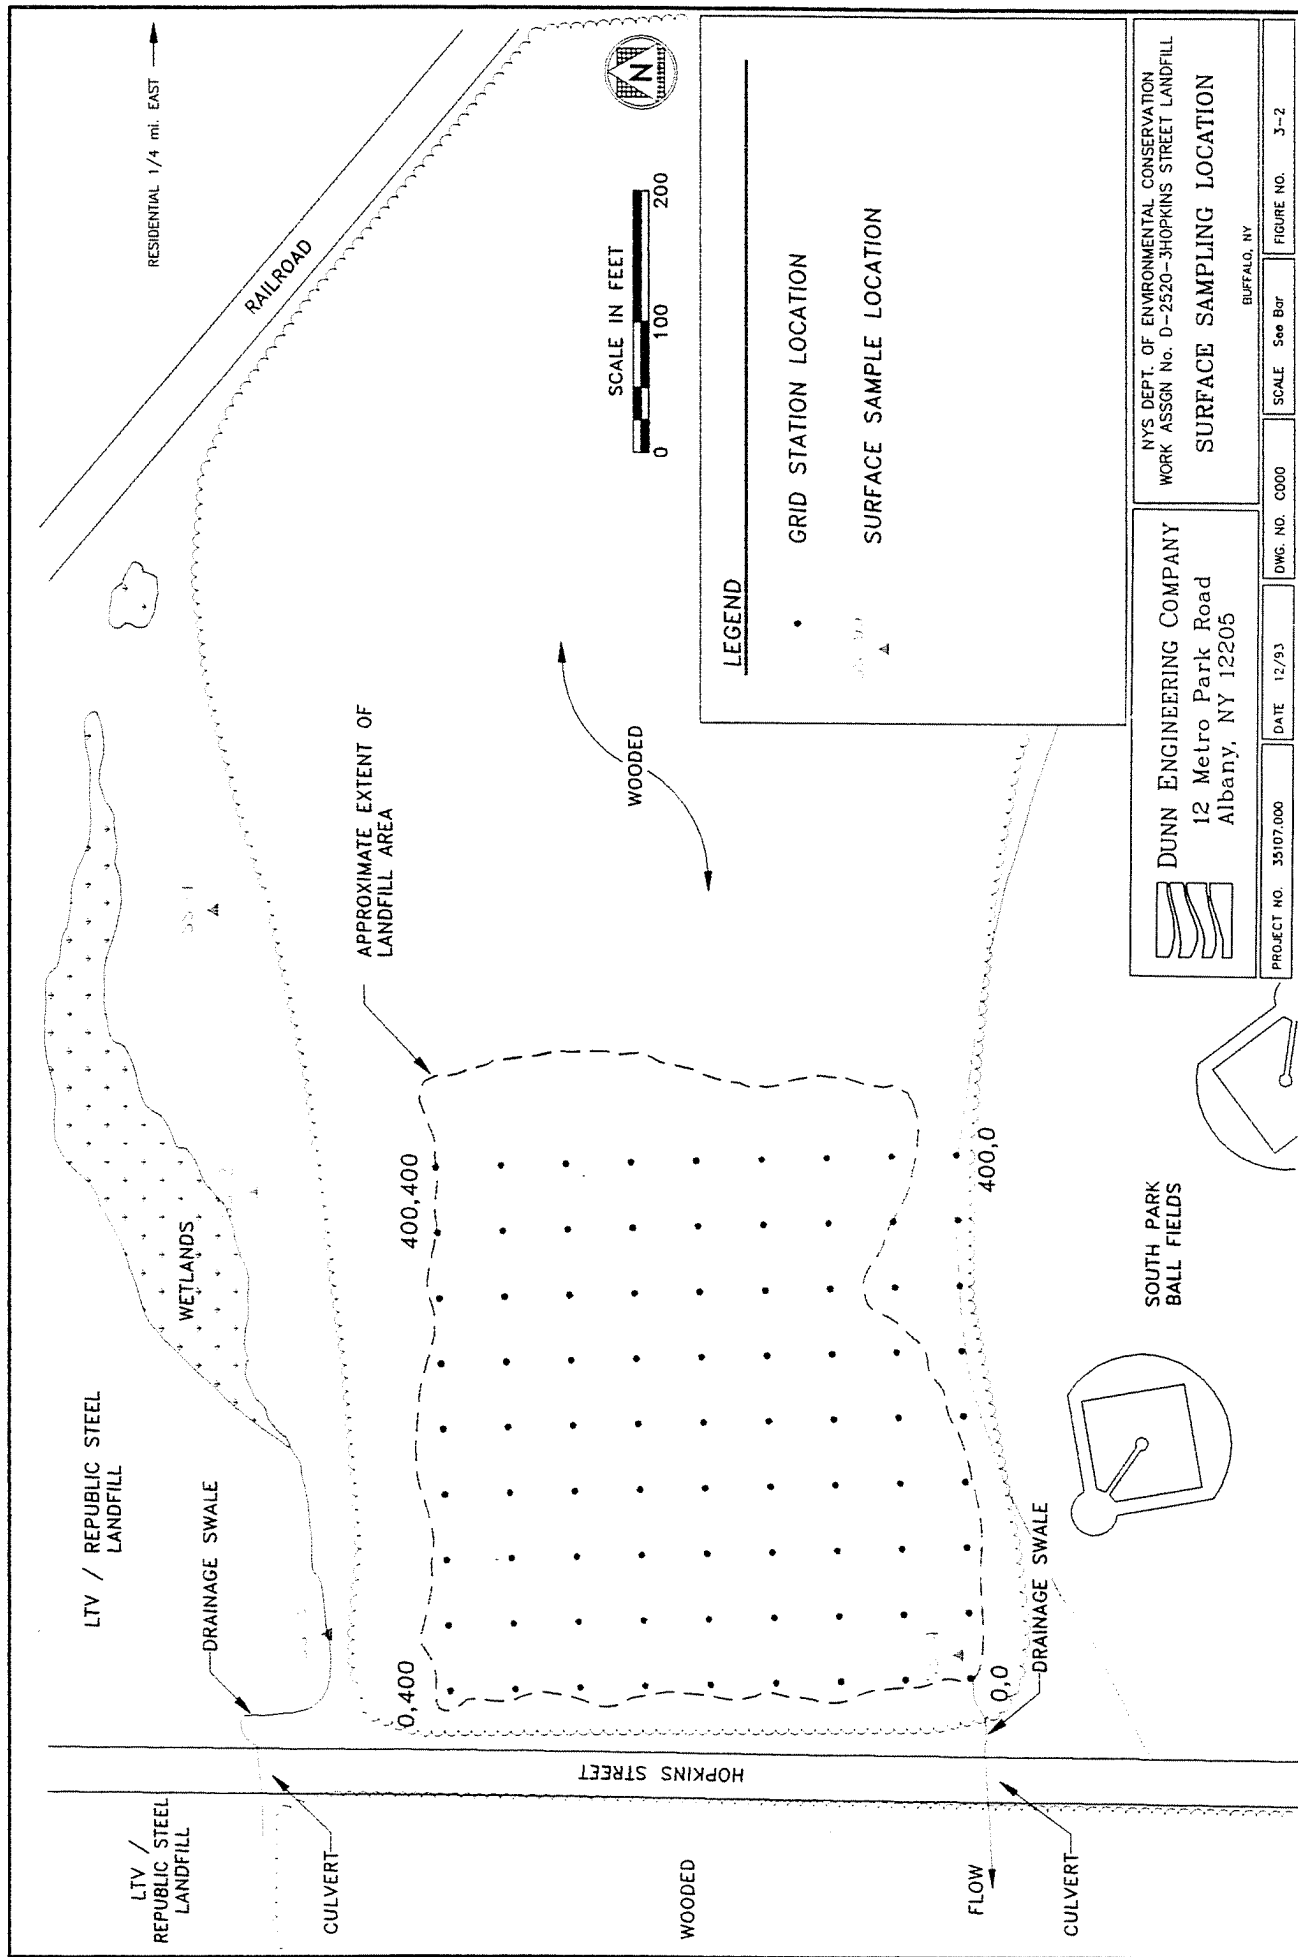 RESIDENTIAL 1/4 mi. EAST
RAILROAD
N
SCALE IN FEET
0 100 200
LTV / REPUBLIC STEEL
LANDFILL
WETLANDS
DRAINAGE SWALE
APPROXIMATE EXTENT OF
LANDFILL AREA
WOODED
0,400
400,400
0,0
400,0
LTV /
REPUBLIC STEEL
LANDFILL
CULVERT
HOPKINS STREET
WOODED
FLOW
CULVERT
DRAINAGE SWALE
SOUTH PARK
BALL FIELDS
LEGEND
GRID STATION LOCATION
SURFACE SAMPLE LOCATION
DUNN ENGINEERING COMPANY
12 Metro Park Road
Albany, NY 12205
NYS DEPT. OF ENVIRONMENTAL CONSERVATION
WORK ASSGN No. D-2520-3HOPKINS STREET LANDFILL
SURFACE SAMPLING LOCATION
BUFFALO, NY
PROJECT NO. 35107.000
DATE 12/93
DWG. NO. C000
SCALE See Bar
FIGURE NO. 3-2